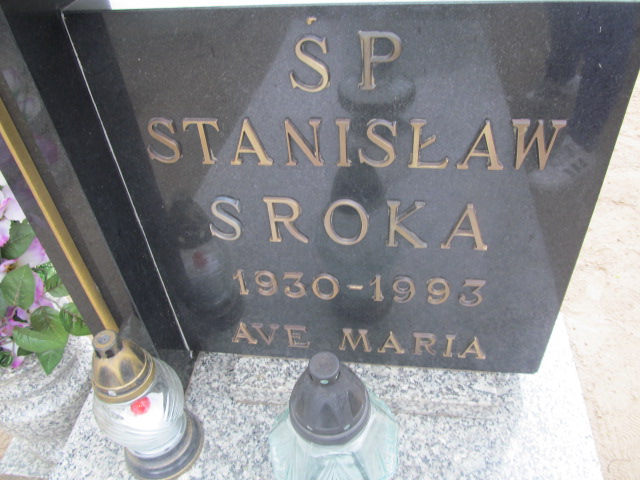 ŚP
STANISŁAW
SROKA
1930-1993
AVE MARIA